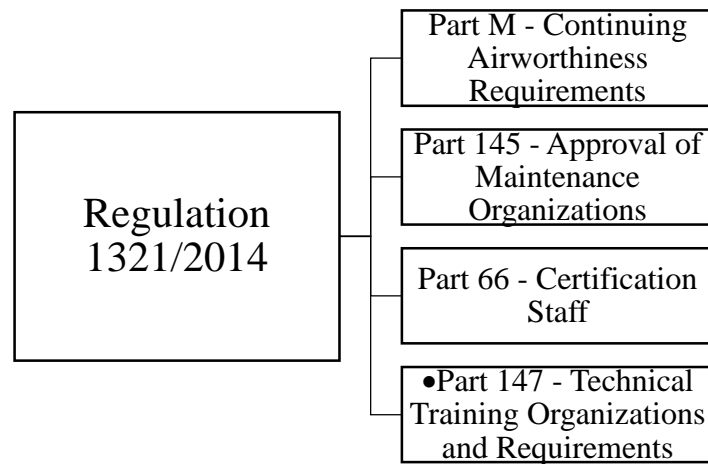 Regulation
1321/2014
Part M - Continuing
Airworthiness
Requirements
Part 145 - Approval of
Maintenance
Organizations
Part 66 - Certification
Staff
•Part 147 - Technical
Training Organizations
and Requirements